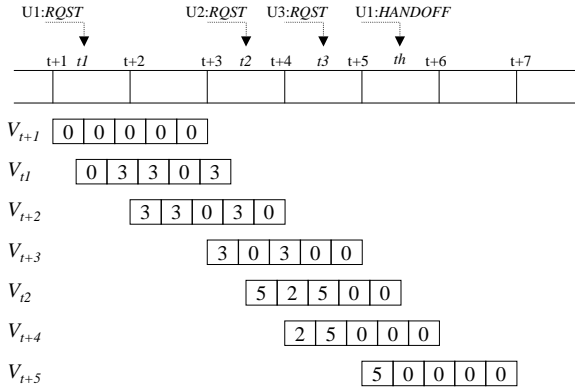 U1:RQST U2:RQST U3:RQST U1:HANDOFF
t+1 t1 t+2 t+3 t2 t+4 t3 t+5 th t+6 t+7
Vt+1 0 0 0 0 0
Vt1 0 3 3 0 3
Vt+2 3 3 0 3 0
Vt+3 3 0 3 0 0
Vt2 5 2 5 0 0
Vt+4 2 5 0 0 0
Vt+5 5 0 0 0 0